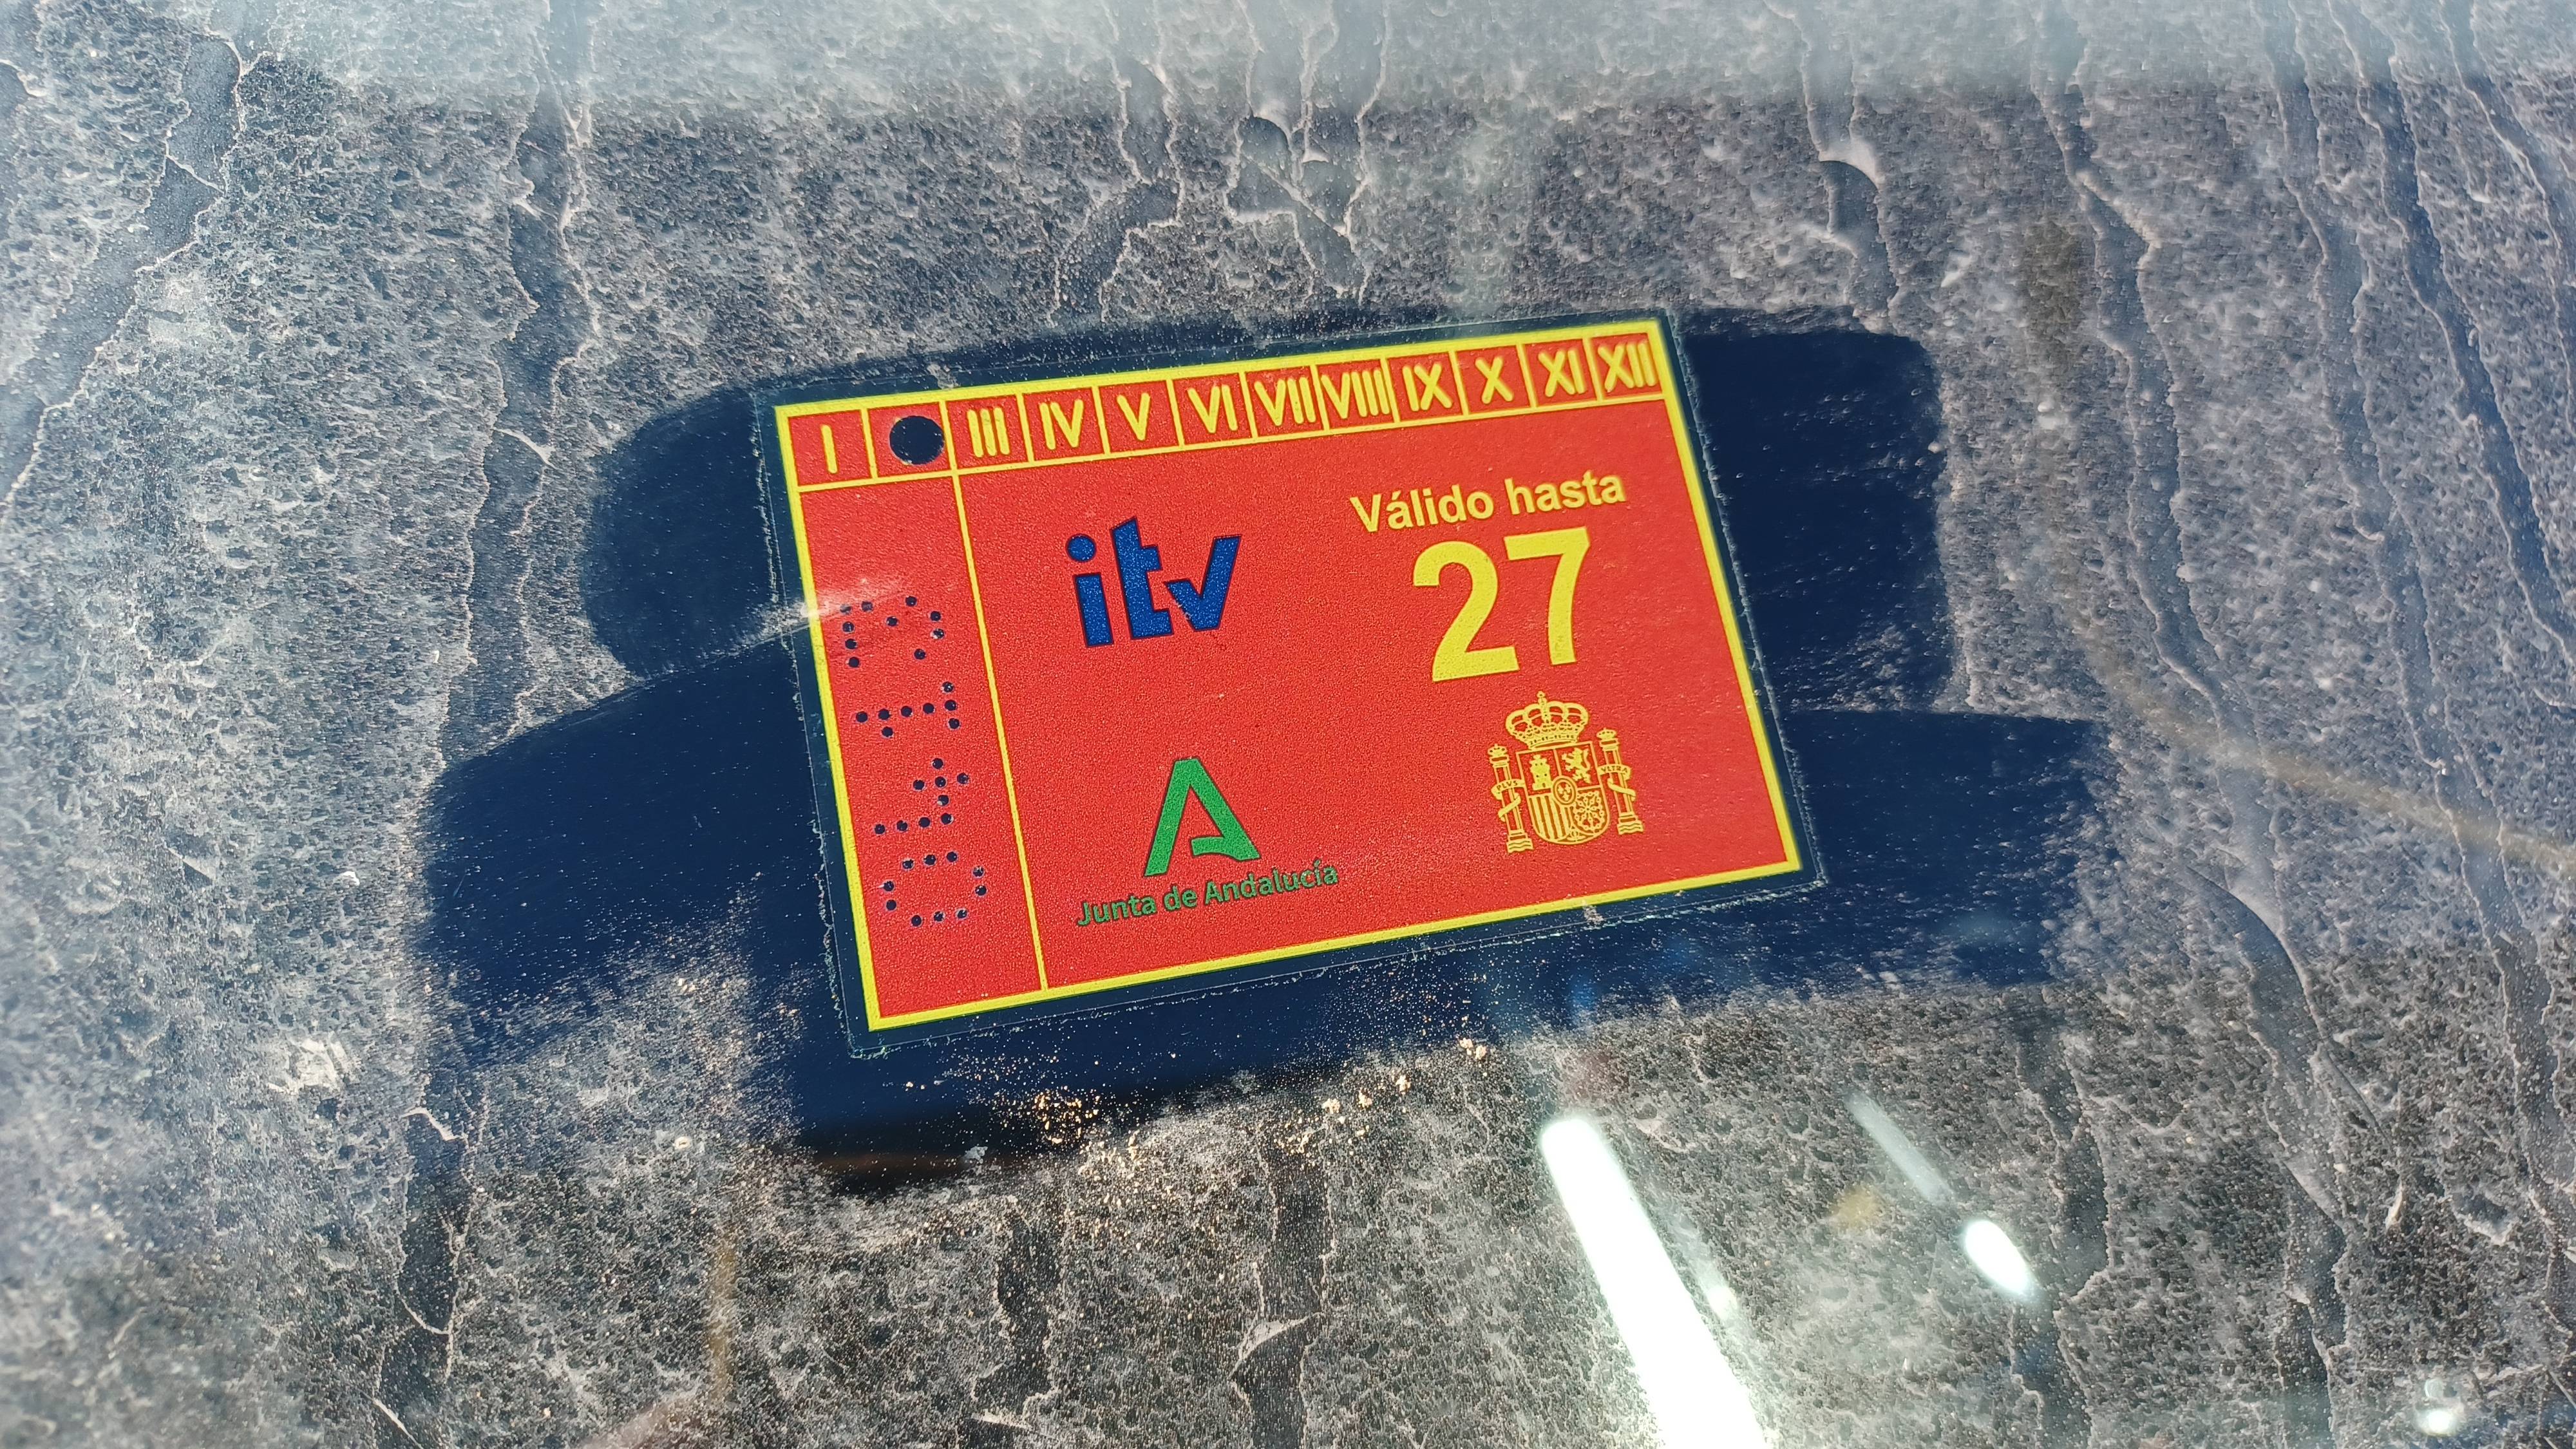 I III IV V VI VII VIII IX X XI XII
itv
Válido hasta
27
Junta de Andalucía